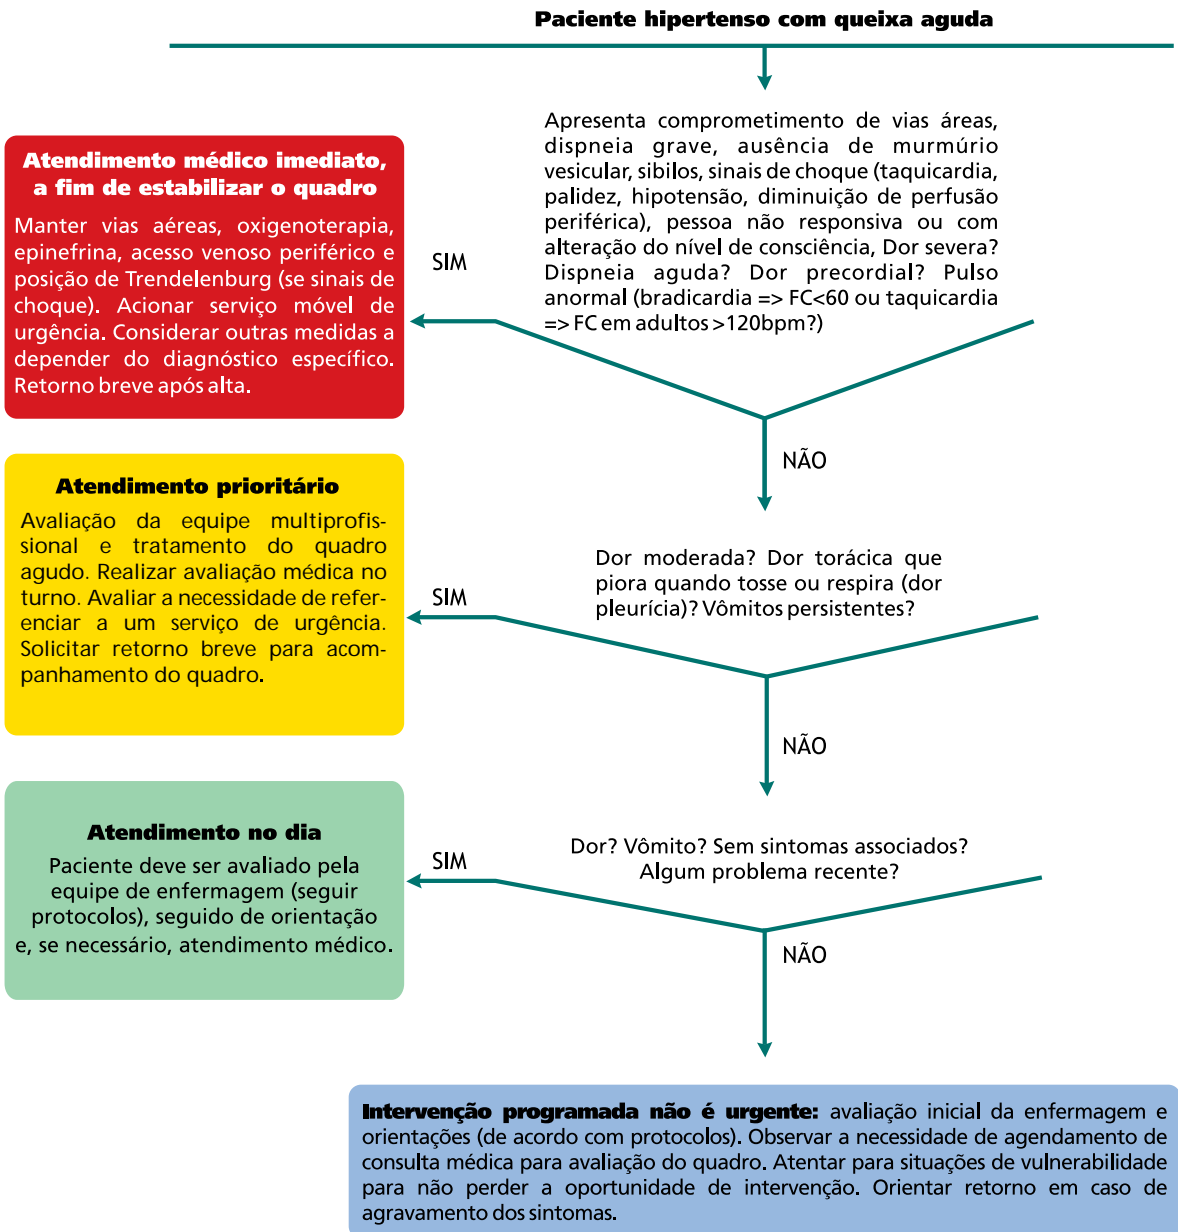 Paciente hipertenso com queixa aguda
Apresenta comprometimento de vias áreas,
dispneia grave, ausência de murmúrio
vesicular, sibilos, sinais de choque (taquicardia,
palidez, hipotensão, diminuição de perfusão
periférica), pessoa não responsiva ou com
alteração do nível de consciência, Dor severa?
Dispneia aguda? Dor precordial? Pulso
anormal (bradicardia => FC<60 ou taquicardia
=> FC em adultos >120bpm?)
SIM
Atendimento médico imediato,
a fim de estabilizar o quadro
Manter vias aéreas, oxigenoterapia,
epinefrina, acesso venoso periférico e
posição de Trendelenburg (se sinais de
choque). Acionar serviço móvel de
urgência. Considerar outras medidas a
depender do diagnóstico específico.
Retorno breve após alta.
NÃO
Dor moderada? Dor torácica que
piora quando tosse ou respira (dor
pleurícia)? Vômitos persistentes?
SIM
Atendimento prioritário
Avaliação da equipe multiprofis-
sional e tratamento do quadro
agudo. Realizar avaliação médica no
turno. Avaliar a necessidade de refer-
enciar a um serviço de urgência.
Solicitar retorno breve para acom-
panhamento do quadro.
NÃO
Dor? Vômito? Sem sintomas associados?
Algum problema recente?
SIM
Atendimento no dia
Paciente deve ser avaliado pela
equipe de enfermagem (seguir
protocolos), seguido de orientação
e, se necessário, atendimento médico.
NÃO
Intervenção programada não é urgente: avaliação inicial da enfermagem e
orientações (de acordo com protocolos). Observar a necessidade de agendamento de
consulta médica para avaliação do quadro. Atentar para situações de vulnerabilidade
para não perder a oportunidade de intervenção. Orientar retorno em caso de
agravamento dos sintomas.